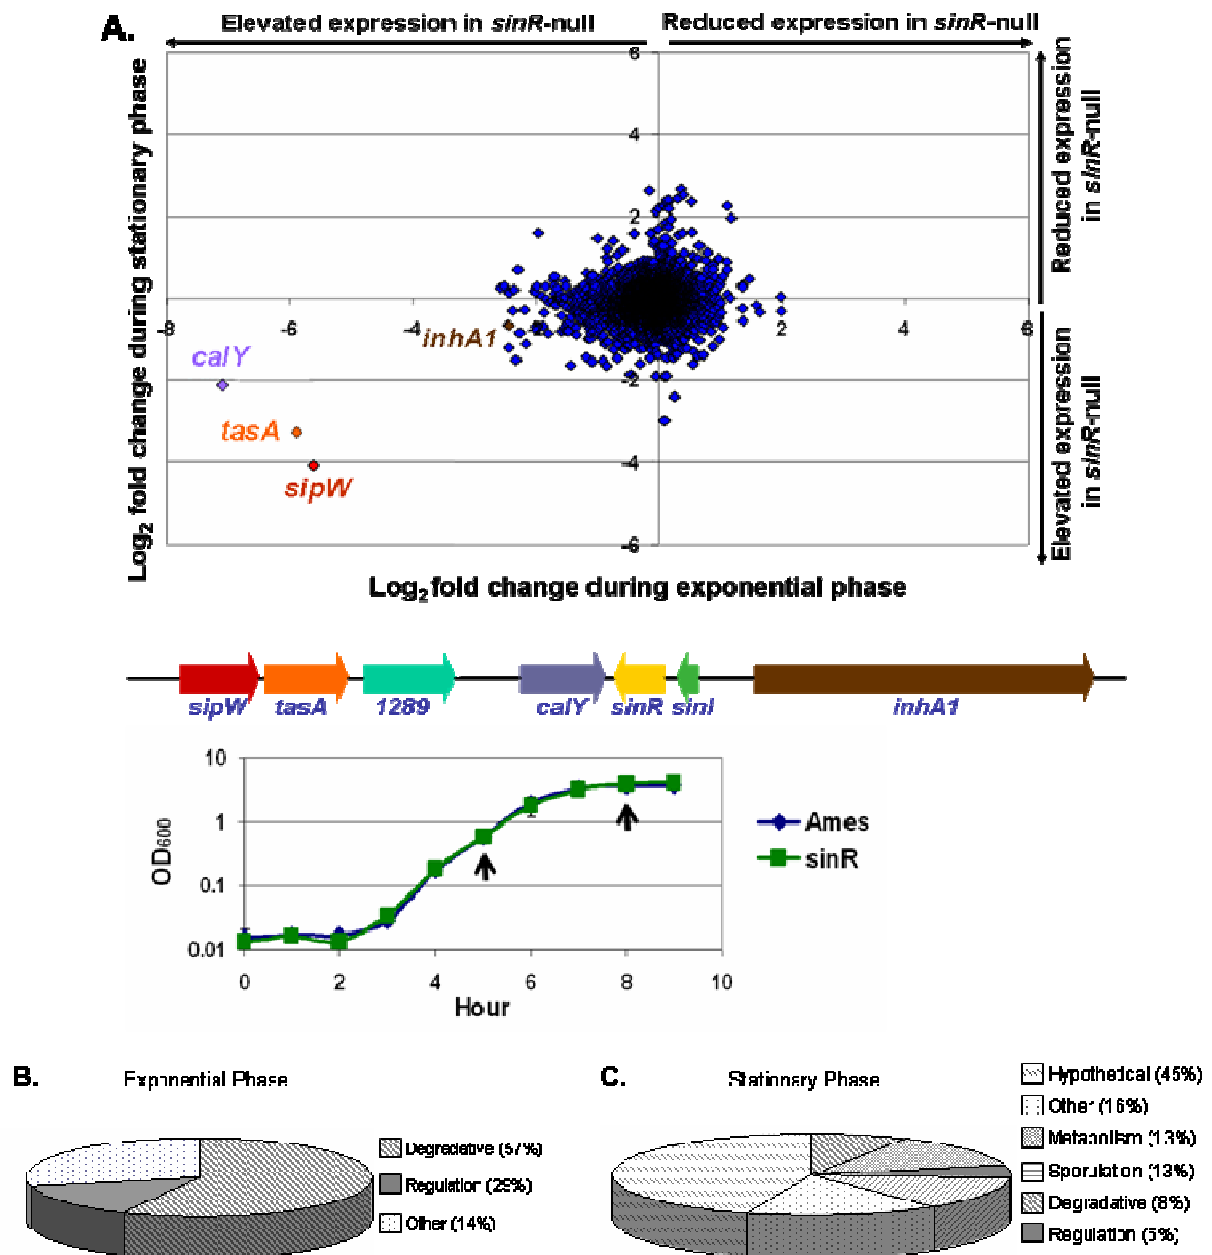 A.
Elevated expression in sinR-null
Reduced expression in sinR-null
Log2 fold change during stationary phase
6
4
2
-8
-6
-4
2
4
6
-2
-4
-6
inhA1
calY
tasA
sipW
Reduced expression
in sinR-null
Elevated expression
in sinR-null
Log2 fold change during exponential phase
sipW tasA 1289 calY sinR sinI inhA1
10
1
0.1
0.01
OD600
0 2 4 6 8 10
Hour
Ames
sinR
B. Exponential Phase
Degradative (57%)
Regulation (29%)
Other (14%)
C. Stationary Phase
Hypothetical (45%)
Other (16%)
Metabolism (13%)
Sporulation (13%)
Degradative (8%)
Regulation (5%)